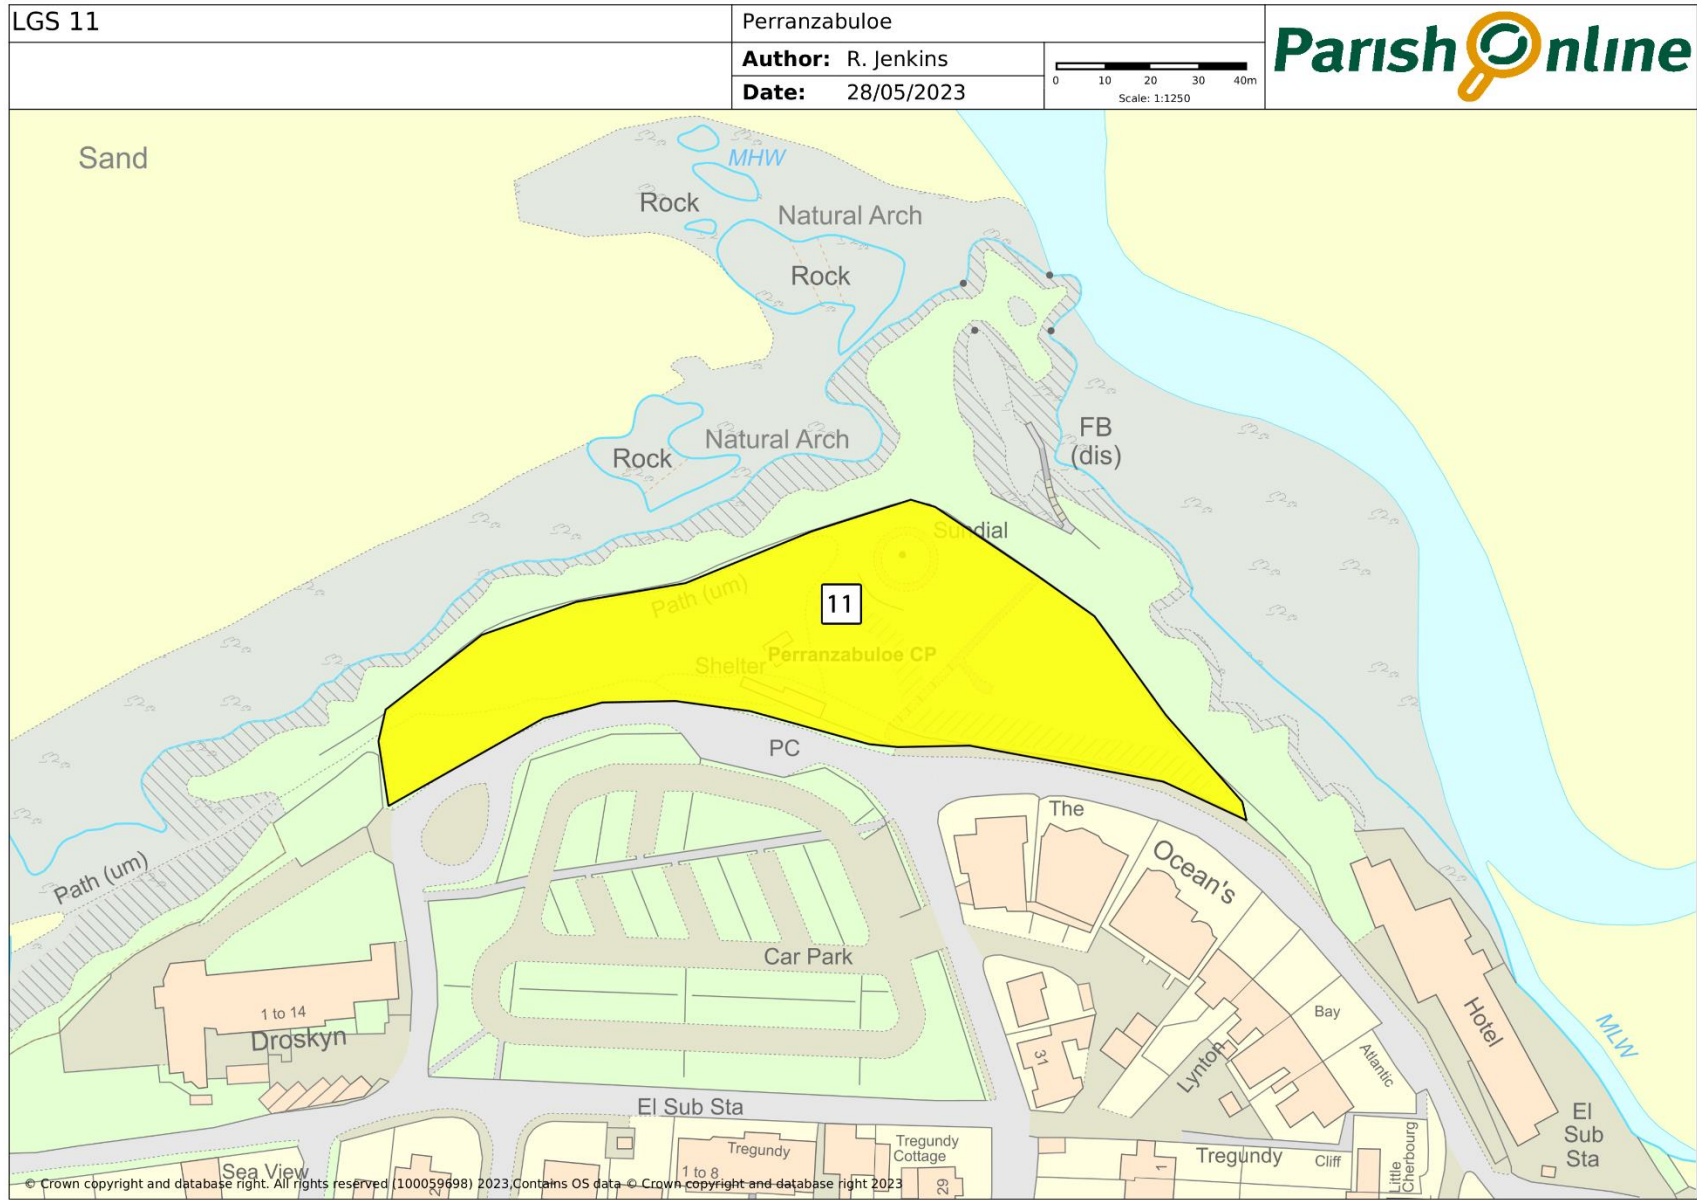 LGS 11
Perranzabuloe
Author: R. Jenkins
Date: 28/05/2023
0 10 20 30 40m
Scale: 1:1250
Parish Online
Sand
MHW
Rock
Natural Arch
Rock
FB
(dis)
Natural Arch
Rock
Sundial
Path (um)
11
Perranzabuloe CP
Shelter
PC
The
Ocean's
Path (um)
Car Park
1 to 14
Droskyn
Bay
Hotel
MLW
31
Lynton
Atlantic
El Sub Sta
El
Sub
Sta
Tregundy
Tregundy
Cottage
Tregundy
Cliff
Little
Cherbourg
Sea View
1 to 8
29
1
© Crown copyright and database right. All rights reserved (100059698) 2023,Contains OS data © Crown copyright and database right 2023